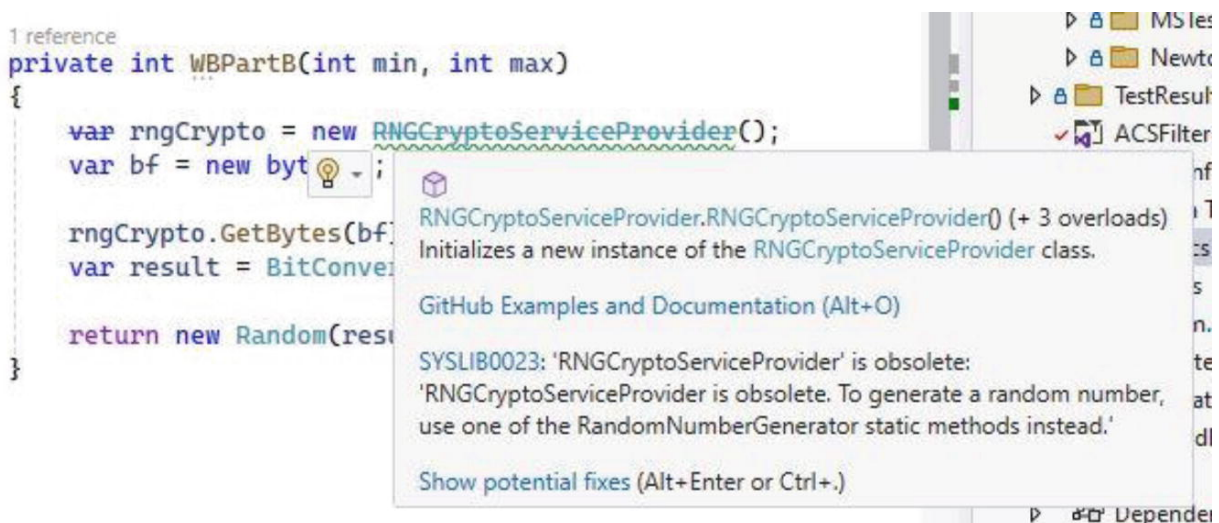 1 reference
private int WBPartB(int min, int max)
{
var rngCrypto = new RNGCryptoServiceProvider();
var bf = new byt ;
rngCrypto.GetBytes(bf
var result = BitConve
return new Random(res
}
RNGCryptoServiceProvider.RNGCryptoServiceProvider() (+ 3 overloads)
Initializes a new instance of the RNGCryptoServiceProvider class.
GitHub Examples and Documentation (Alt+O)
SYSLIB0023: 'RNGCryptoServiceProvider' is obsolete:
'RNGCryptoServiceProvider is obsolete. To generate a random number,
use one of the RandomNumberGenerator static methods instead.'
Show potential fixes (Alt+Enter or Ctrl+.)
MSTes
Newto
TestResult
ACSFilter
Depender